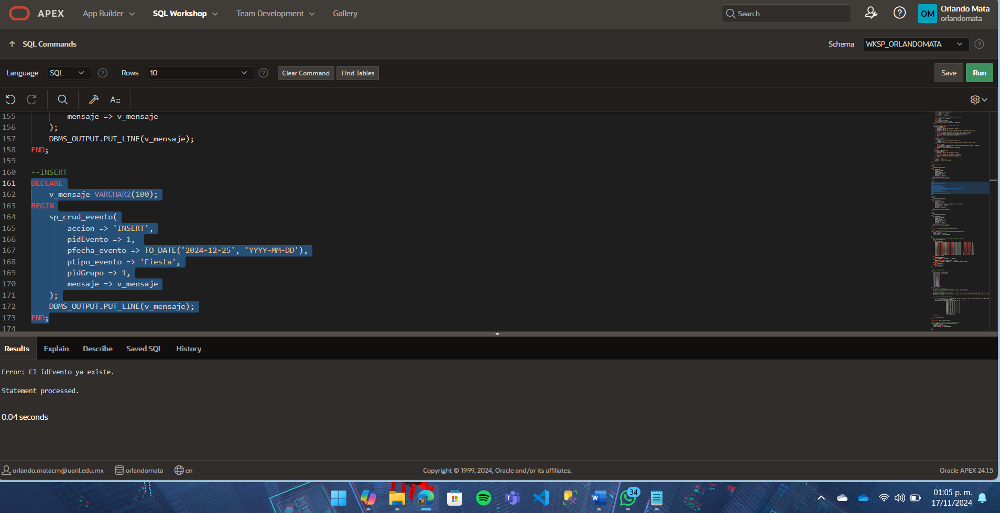 APEX App Builder SQL Workshop Team Development Gallery Search OM Orlando Mata
orlandomata
SQL Commands Schema WKSP_ORLANDOMATA
Language SQL Rows 10 Clear Command Find Tables Save Run
155 mensaje => v_mensaje
156 );
157 DBMS_OUTPUT.PUT_LINE(v_mensaje);
158 END;
159
160 --INSERT
161 DECLARE
162 v_mensaje VARCHAR2(100);
163 BEGIN
164 sp_crud_evento(
165 accion => 'INSERT',
166 pidEvento => 1,
167 pfecha_evento => TO_DATE('2024-12-25', 'YYYY-MM-DD'),
168 ptipo_evento => 'Fiesta',
169 pidGrupo => 1,
170 mensaje => v_mensaje
171 );
172 DBMS_OUTPUT.PUT_LINE(v_mensaje);
173 END;
174
Results Explain Describe Saved SQL History
Error: El idEvento ya existe.
Statement processed.
0.04 seconds
orlando.matacrn@uanl.edu.mx orlandomata en Copyright © 1999, 2024, Oracle and/or its affiliates. Oracle APEX 24.1.5
34
01:05 p. m.
17/11/2024